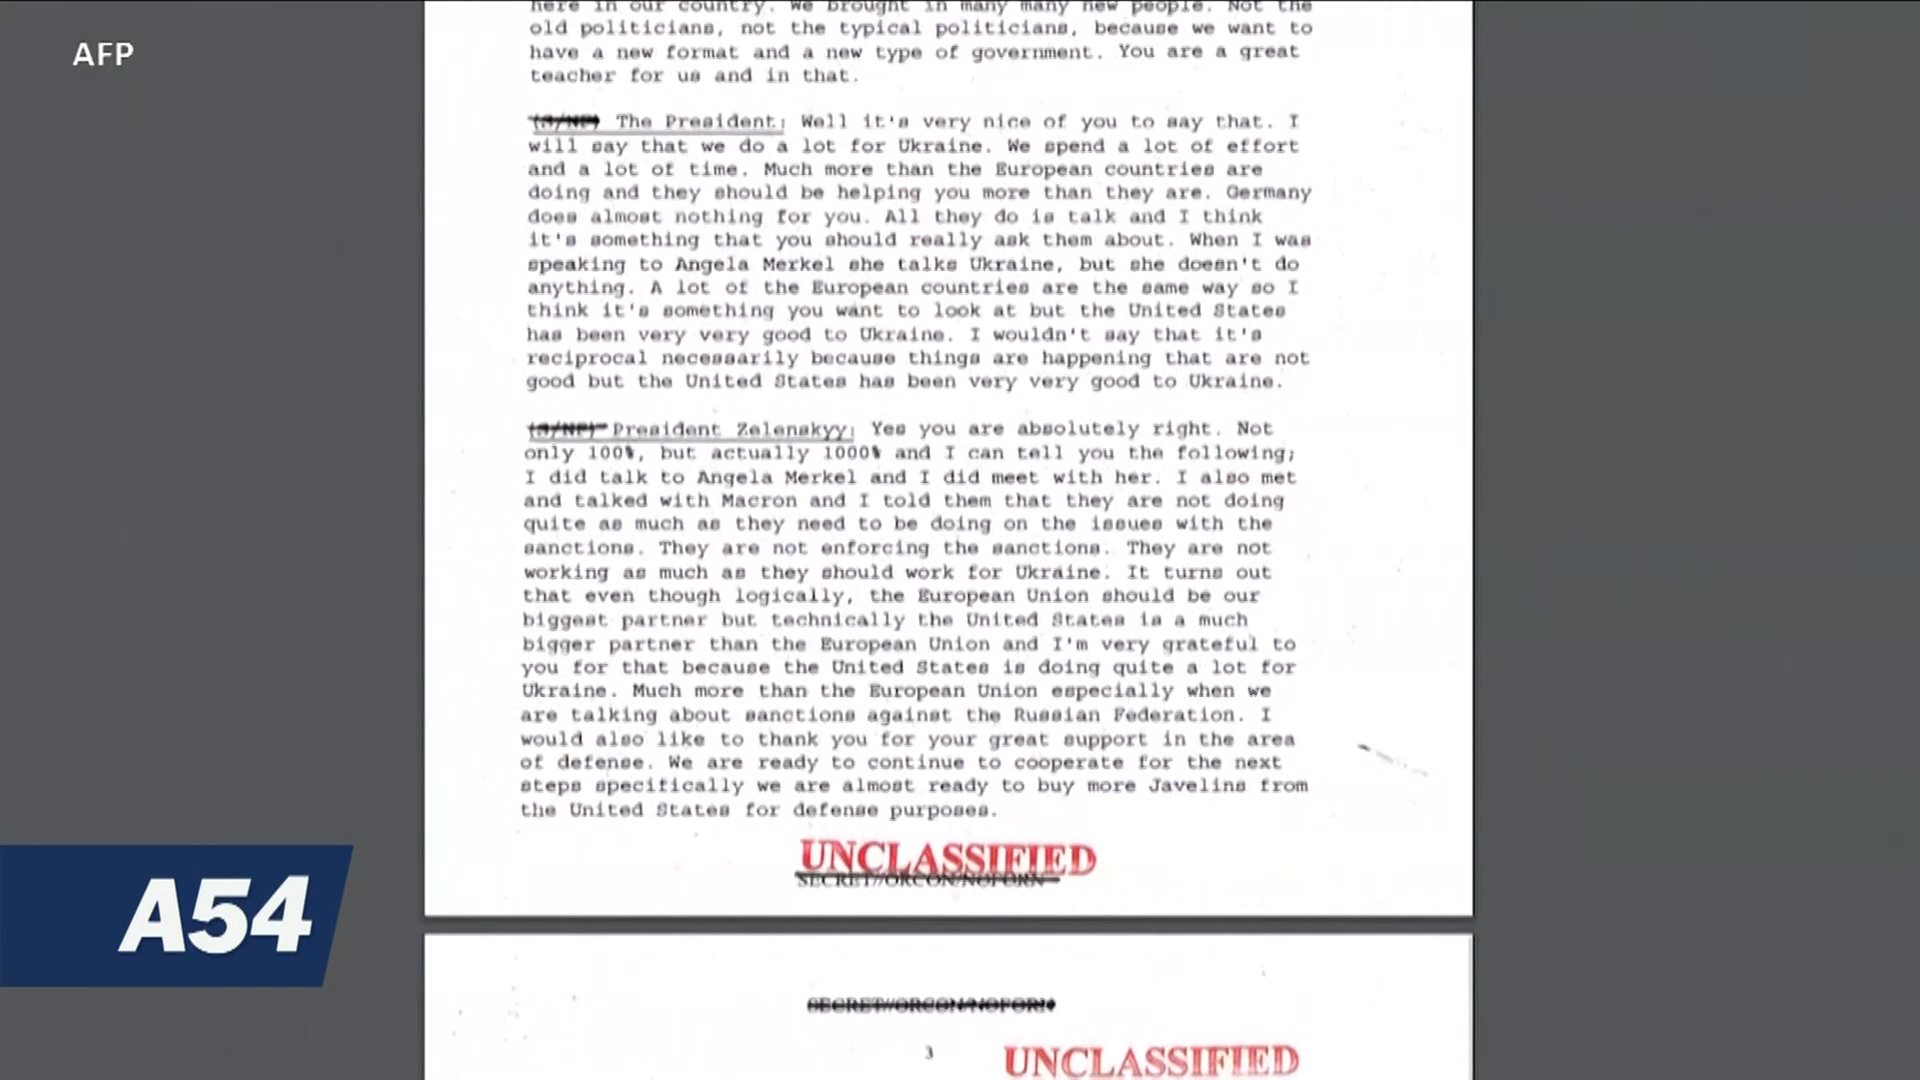 AFP
here in our country. We brought in many many new people. Not the
old politicians, not the typical politicians, because we want to
have a new format and a new type of government. You are a great
teacher for us and in that.
(S/NF) The President: Well it's very nice of you to say that. I
will say that we do a lot for Ukraine. We spend a lot of effort
and a lot of time. Much more than the European countries are
doing and they should be helping you more than they are. Germany
does almost nothing for you. All they do is talk and I think
it's something that you should really ask them about. When I was
speaking to Angela Merkel she talks Ukraine, but she doesn't do
anything. A lot of the European countries are the same way so I
think it's something you want to look at but the United States
has been very very good to Ukraine. I wouldn't say that it's
reciprocal necessarily because things are happening that are not
good but the United States has been very very good to Ukraine.
(S/NF) President Zelenskyy: Yes you are absolutely right. Not
only 100%, but actually 1000% and I can tell you the following;
I did talk to Angela Merkel and I did meet with her. I also met
and talked with Macron and I told them that they are not doing
quite as much as they need to be doing on the issues with the
sanctions. They are not enforcing the sanctions. They are not
working as much as they should work for Ukraine. It turns out
that even though logically, the European Union should be our
biggest partner but technically the United States is a much
bigger partner than the European Union and I'm very grateful to
you for that because the United States is doing quite a lot for
Ukraine. Much more than the European Union especially when we
are talking about sanctions against the Russian Federation. I
would also like to thank you for your great support in the area
of defense. We are ready to continue to cooperate for the next
steps specifically we are almost ready to buy more Javelins from
the United States for defense purposes.
UNCLASSIFIED
SECRET//ORCON/NOFORN
A54
SECRET//ORCON/NOFORN
3
UNCLASSIFIED